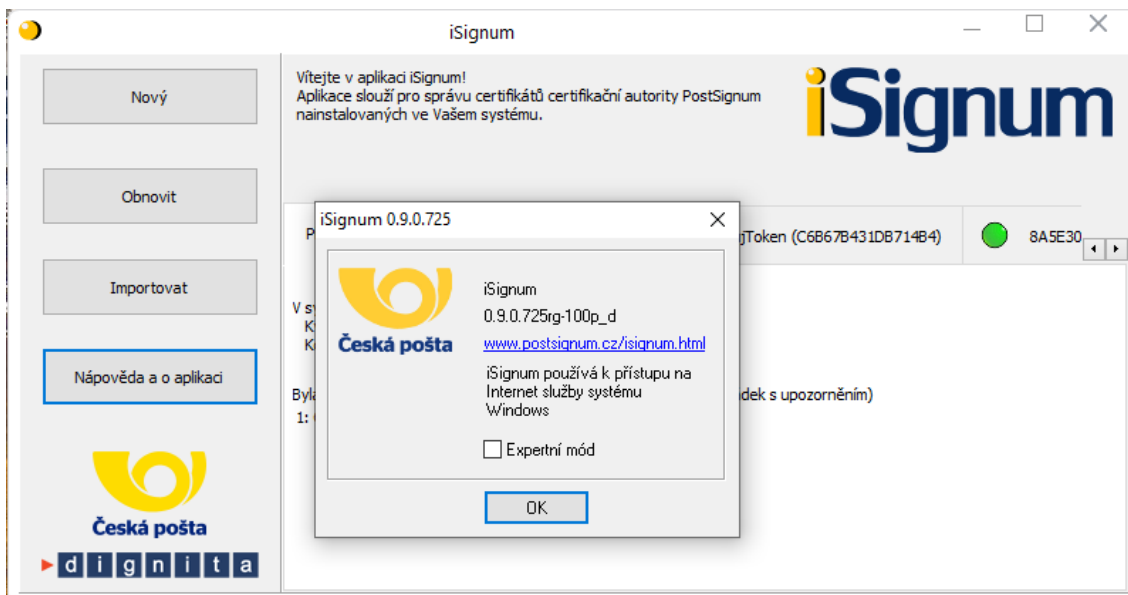 iSignum
Nový
Obnovit
Importovat
Nápověda a o aplikaci
Česká pošta
dignita
Vítejte v aplikaci iSignum!
Aplikace slouží pro správu certifikátů certifikační autority PostSignum
nainstalovaných ve Vašem systému.
iSignum
jToken (C6B67B431DB714B4)
8A5E30
V
Byla
dek s upozorněním)
1:
iSignum 0.9.0.725
Česká pošta
iSignum
0.9.0.725rg-100p_d
www.postsignum.cz/isignum.html
iSignum používá k přístupu na
Internet služby systému
Windows
Expertní mód
OK